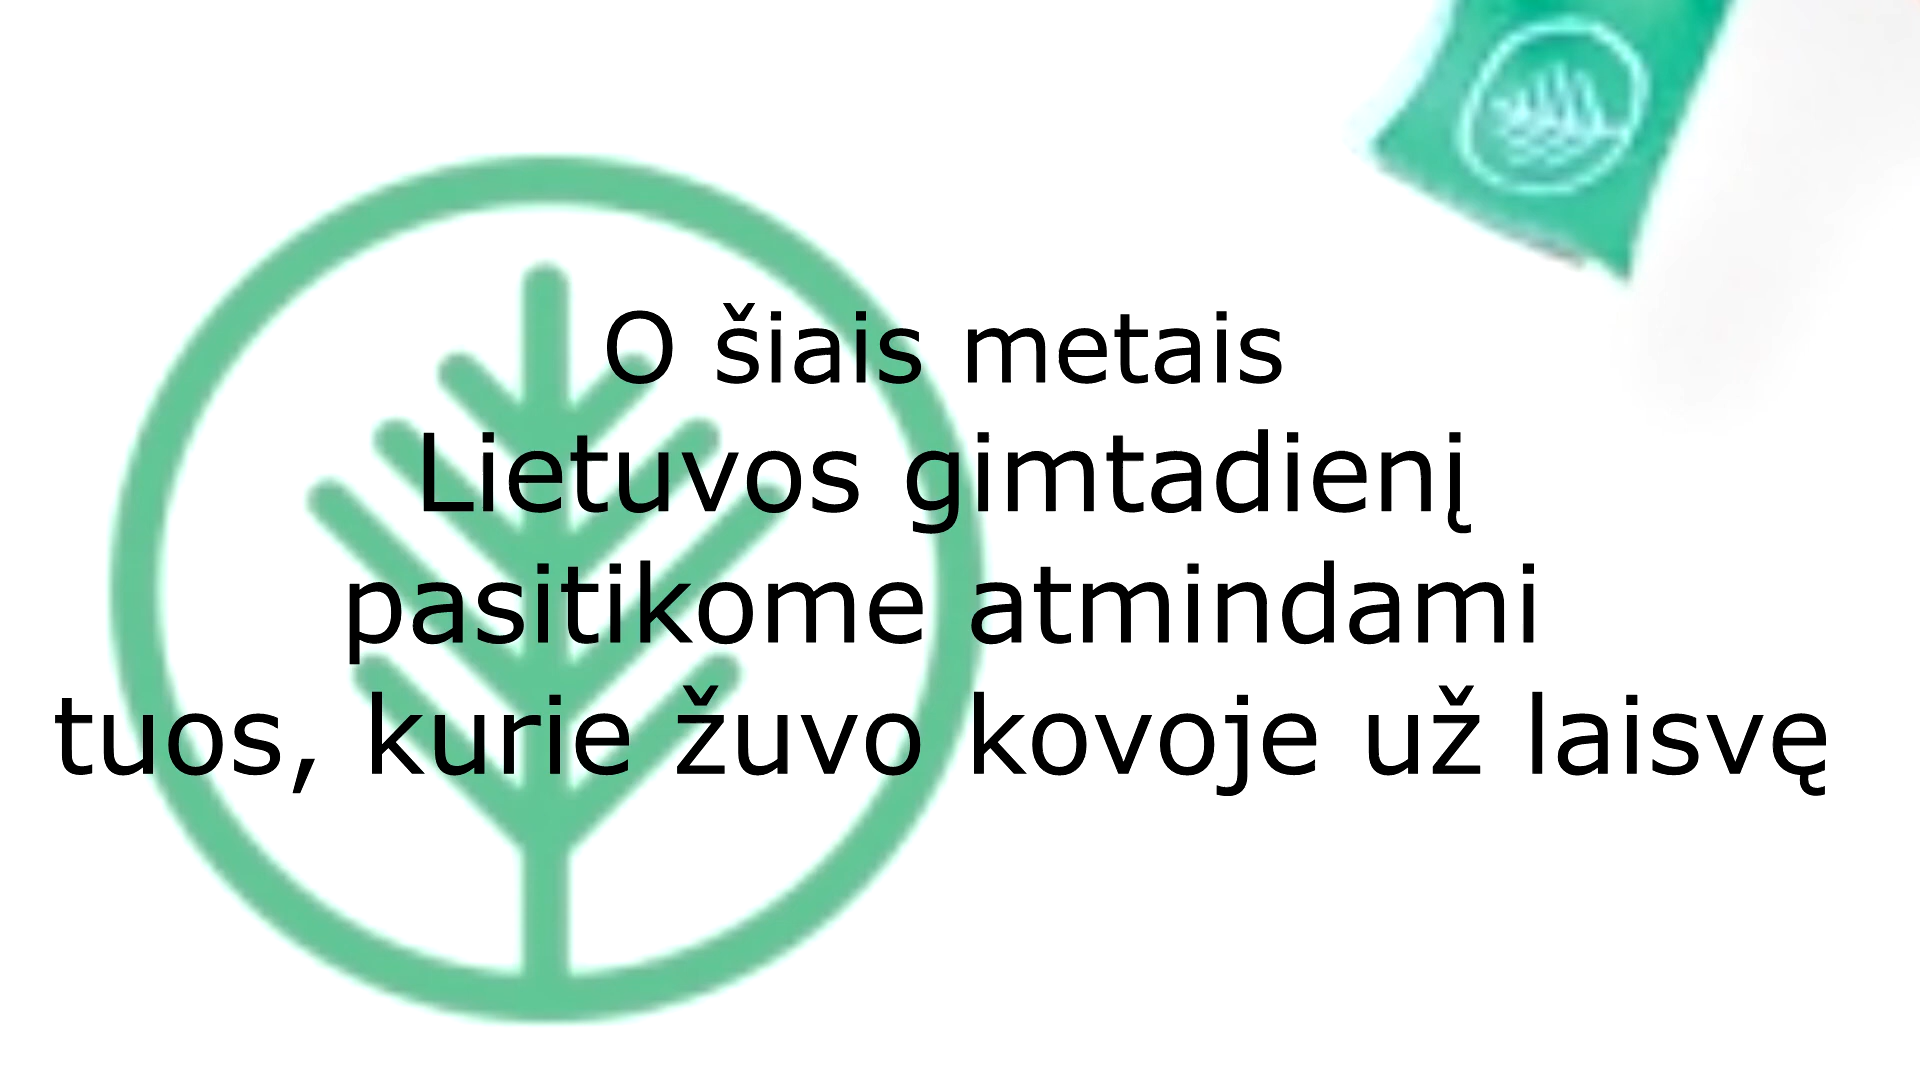 O šiais metais
Lietuvos gimtadienį
pasitikome atmindami
tuos, kurie žuvo kovoje už laisvę